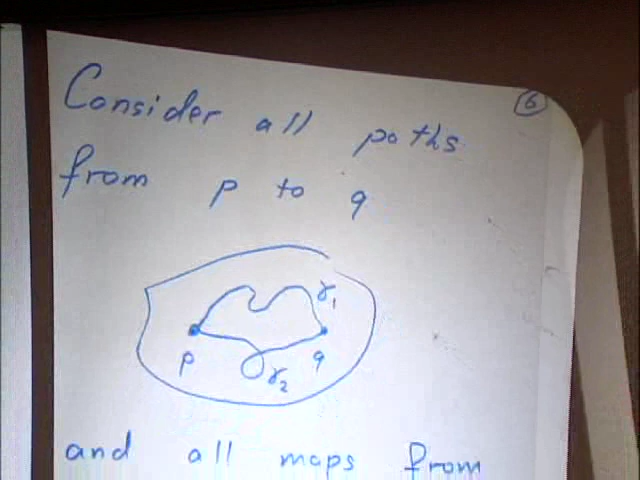 6
Consider all paths
from p to q
γ1
p q
γ2
and all maps from